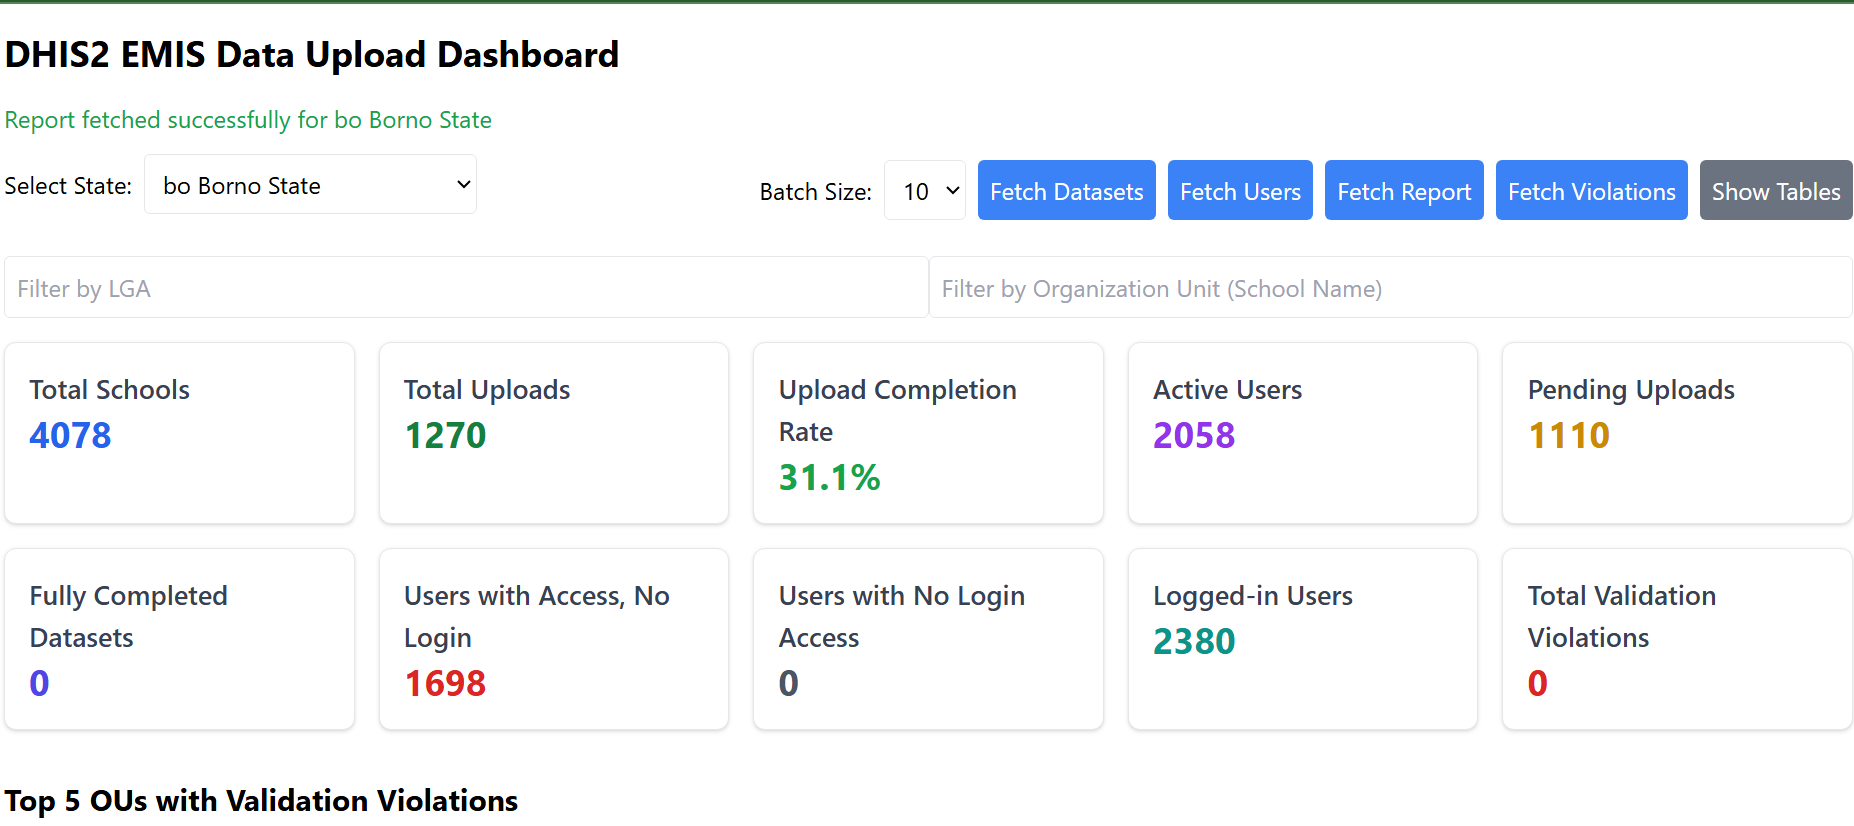 DHIS2 EMIS Data Upload Dashboard
Report fetched successfully for bo Borno State
Select State: bo Borno State
Batch Size: 10 Fetch Datasets Fetch Users Fetch Report Fetch Violations Show Tables
Filter by LGA
Filter by Organization Unit (School Name)
Total Schools
4078
Total Uploads
1270
Upload Completion
Rate
31.1%
Active Users
2058
Pending Uploads
1110
Fully Completed
Datasets
0
Users with Access, No
Login
1698
Users with No Login
Access
0
Logged-in Users
2380
Total Validation
Violations
0
Top 5 OUs with Validation Violations